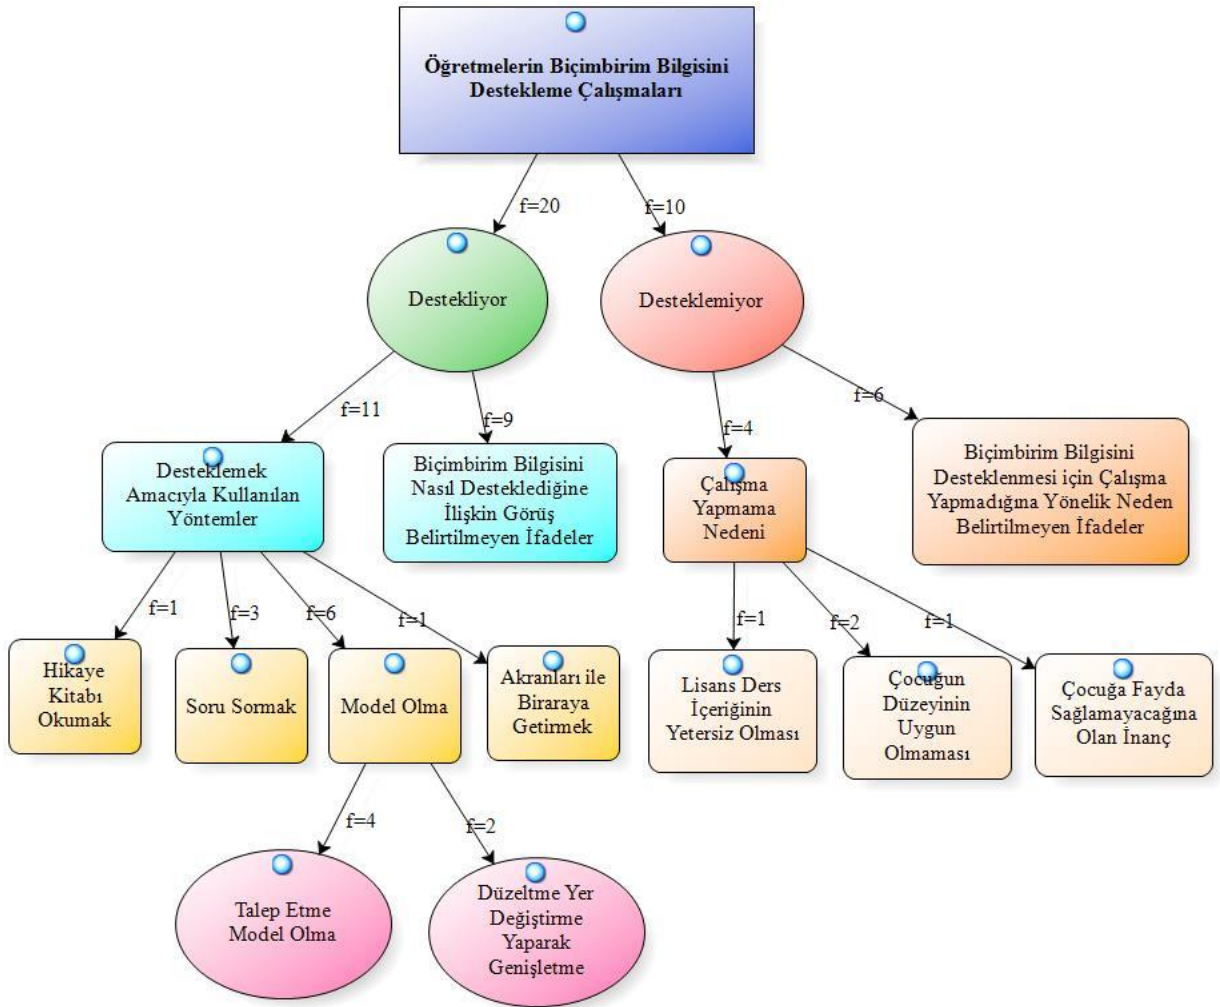 Öğretmelerin Biçimbirim Bilgisini
Destekleme Çalışmaları
f=20
f=10
Destekliyor
Desteklemiyor
f=11
f=9
f=4
f=6
Desteklemek
Amacıyla Kullanılan
Yöntemler
Biçimbirim Bilgisini
Nasıl Desteklediğine
İlişkin Görüş
Belirtilmeyen İfadeler
Çalışma
Yapmama
Nedeni
Biçimbirim Bilgisini
Desteklenmesi için Çalışma
Yapmadığına Yönelik Neden
Belirtilmeyen İfadeler
f=1
f=3
f=6
f=1
f=1
f=2
f=1
Hikaye
Kitabı
Okumak
Soru Sormak
Model Olma
Akranları ile
Biraraya
Getirmek
Lisans Ders
İçeriğinin
Yetersiz Olması
Çocuğun
Düzeyinin
Uygun
Olmaması
Çocuğa Fayda
Sağlamayacağına
Olan İnanç
f=4
f=2
Talep Etme
Model Olma
Düzeltme Yer
Değiştirme
Yaparak
Genişletme